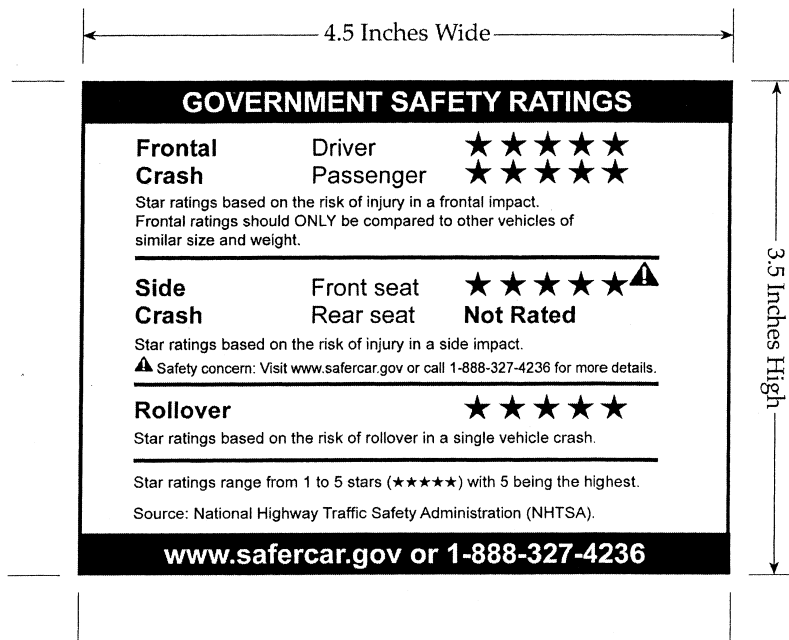 4.5 Inches Wide
GOVERNMENT SAFETY RATINGS
Frontal Driver ★ ★ ★ ★ ★
Crash Passenger ★ ★ ★ ★ ★
Star ratings based on the risk of injury in a frontal impact.
Frontal ratings should ONLY be compared to other vehicles of
similar size and weight.
Side Front seat ★ ★ ★ ★ ★ ⚠
Crash Rear seat Not Rated
Star ratings based on the risk of injury in a side impact.
⚠ Safety concern: Visit www.safercar.gov or call 1-888-327-4236 for more details.
Rollover ★ ★ ★ ★ ★
Star ratings based on the risk of rollover in a single vehicle crash.
Star ratings range from 1 to 5 stars (★★★★★) with 5 being the highest.
Source: National Highway Traffic Safety Administration (NHTSA).
www.safercar.gov or 1-888-327-4236
3.5 Inches High